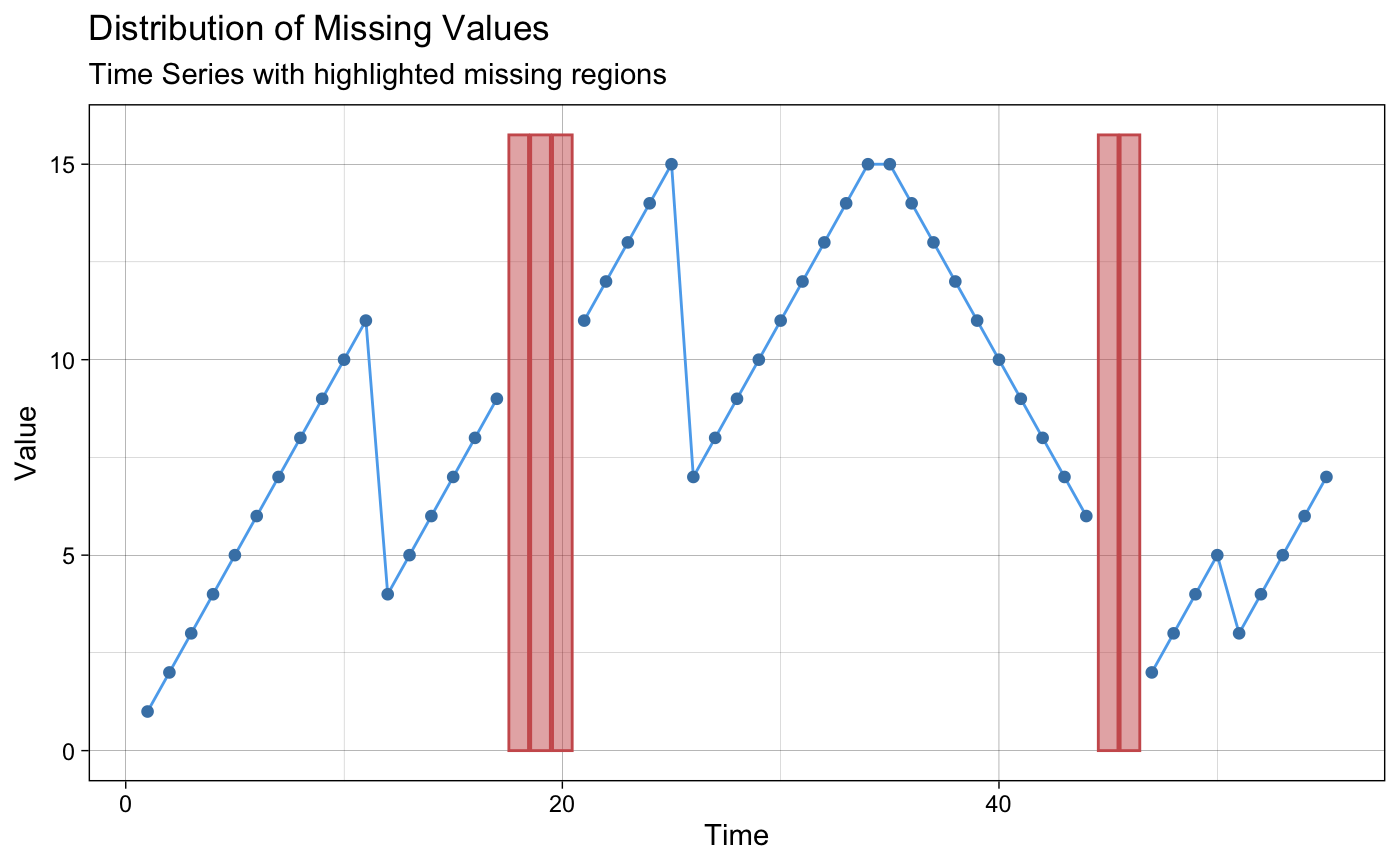 Distribution of Missing Values
Time Series with highlighted missing regions
15
10
5
0
Value
0 20 40
Time